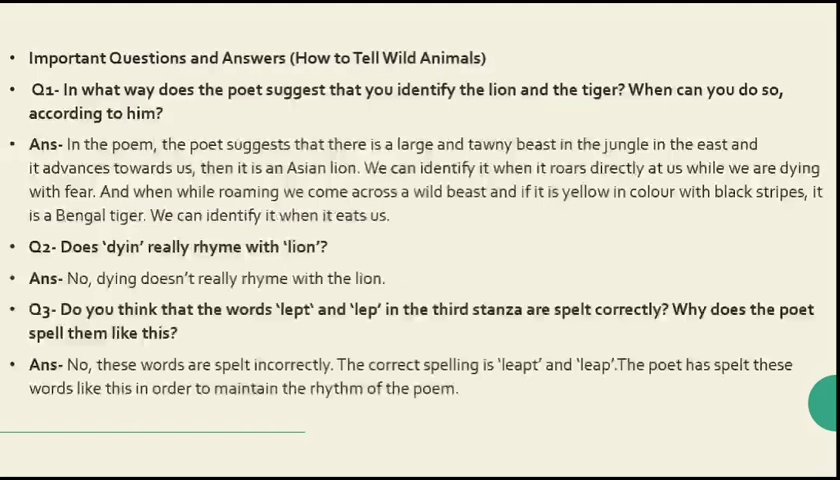 • Important Questions and Answers (How to Tell Wild Animals)
• Q1- In what way does the poet suggest that you identify the lion and the tiger? When can you do so,
according to him?
• Ans- In the poem, the poet suggests that there is a large and tawny beast in the jungle in the east and
it advances towards us, then it is an Asian lion. We can identify it when it roars directly at us while we are dying
with fear. And when while roaming we come across a wild beast and if it is yellow in colour with black stripes, it
is a Bengal tiger. We can identify it when it eats us.
• Q2- Does ‘dyin’ really rhyme with ‘lion’?
• Ans- No, dying doesn’t really rhyme with the lion.
• Q3- Do you think that the words ‘lept‘ and ‘lep’ in the third stanza are spelt correctly? Why does the poet
spell them like this?
• Ans- No, these words are spelt incorrectly. The correct spelling is ‘leapt’ and ‘leap’.The poet has spelt these
words like this in order to maintain the rhythm of the poem.